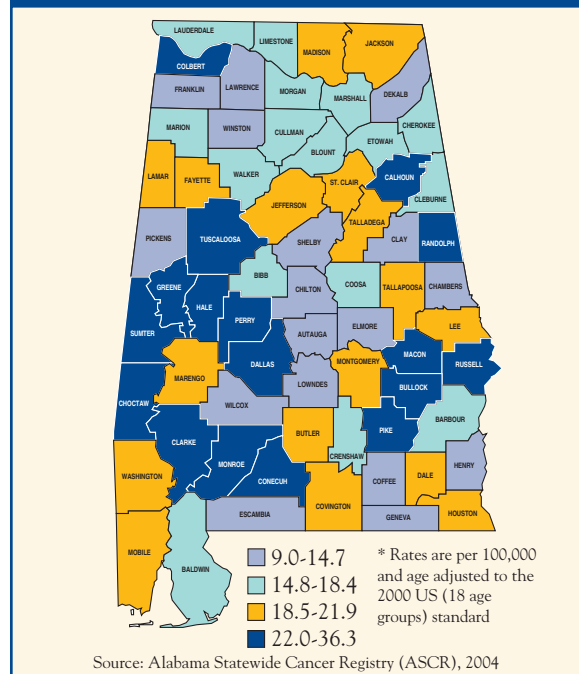 LAUDERDALE
LIMESTONE
MADISON
JACKSON
COLBERT
FRANKLIN
LAWRENCE
MORGAN
MARSHALL
DEKALB
MARION
WINSTON
CULLMAN
BLOUNT
ETOWAH
CHEROKEE
LAMAR
FAYETTE
WALKER
JEFFERSON
ST. CLAIR
CALHOUN
CLEBURNE
TALLADEGA
PICKENS
TUSCALOOSA
SHELBY
CLAY
RANDOLPH
BIBB
GREENE
HALE
CHILTON
COOSA
TALLAPOOSA
CHAMBERS
SUMTER
PERRY
AUTAUGA
ELMORE
LEE
MACON
RUSSELL
MARENGO
DALLAS
MONTGOMERY
LOWNDES
BULLOCK
CHOCTAW
WILCOX
BUTLER
PIKE
BARBOUR
CLARKE
CRENSHAW
MONROE
CONECUH
WASHINGTON
COFFEE
DALE
HENRY
COVINGTON
ESCAMBIA
GENEVA
HOUSTON
MOBILE
BALDWIN
9.0-14.7
14.8-18.4
18.5-21.9
22.0-36.3
* Rates are per 100,000
and age adjusted to the
2000 US (18 age
groups) standard
Source: Alabama Statewide Cancer Registry (ASCR), 2004